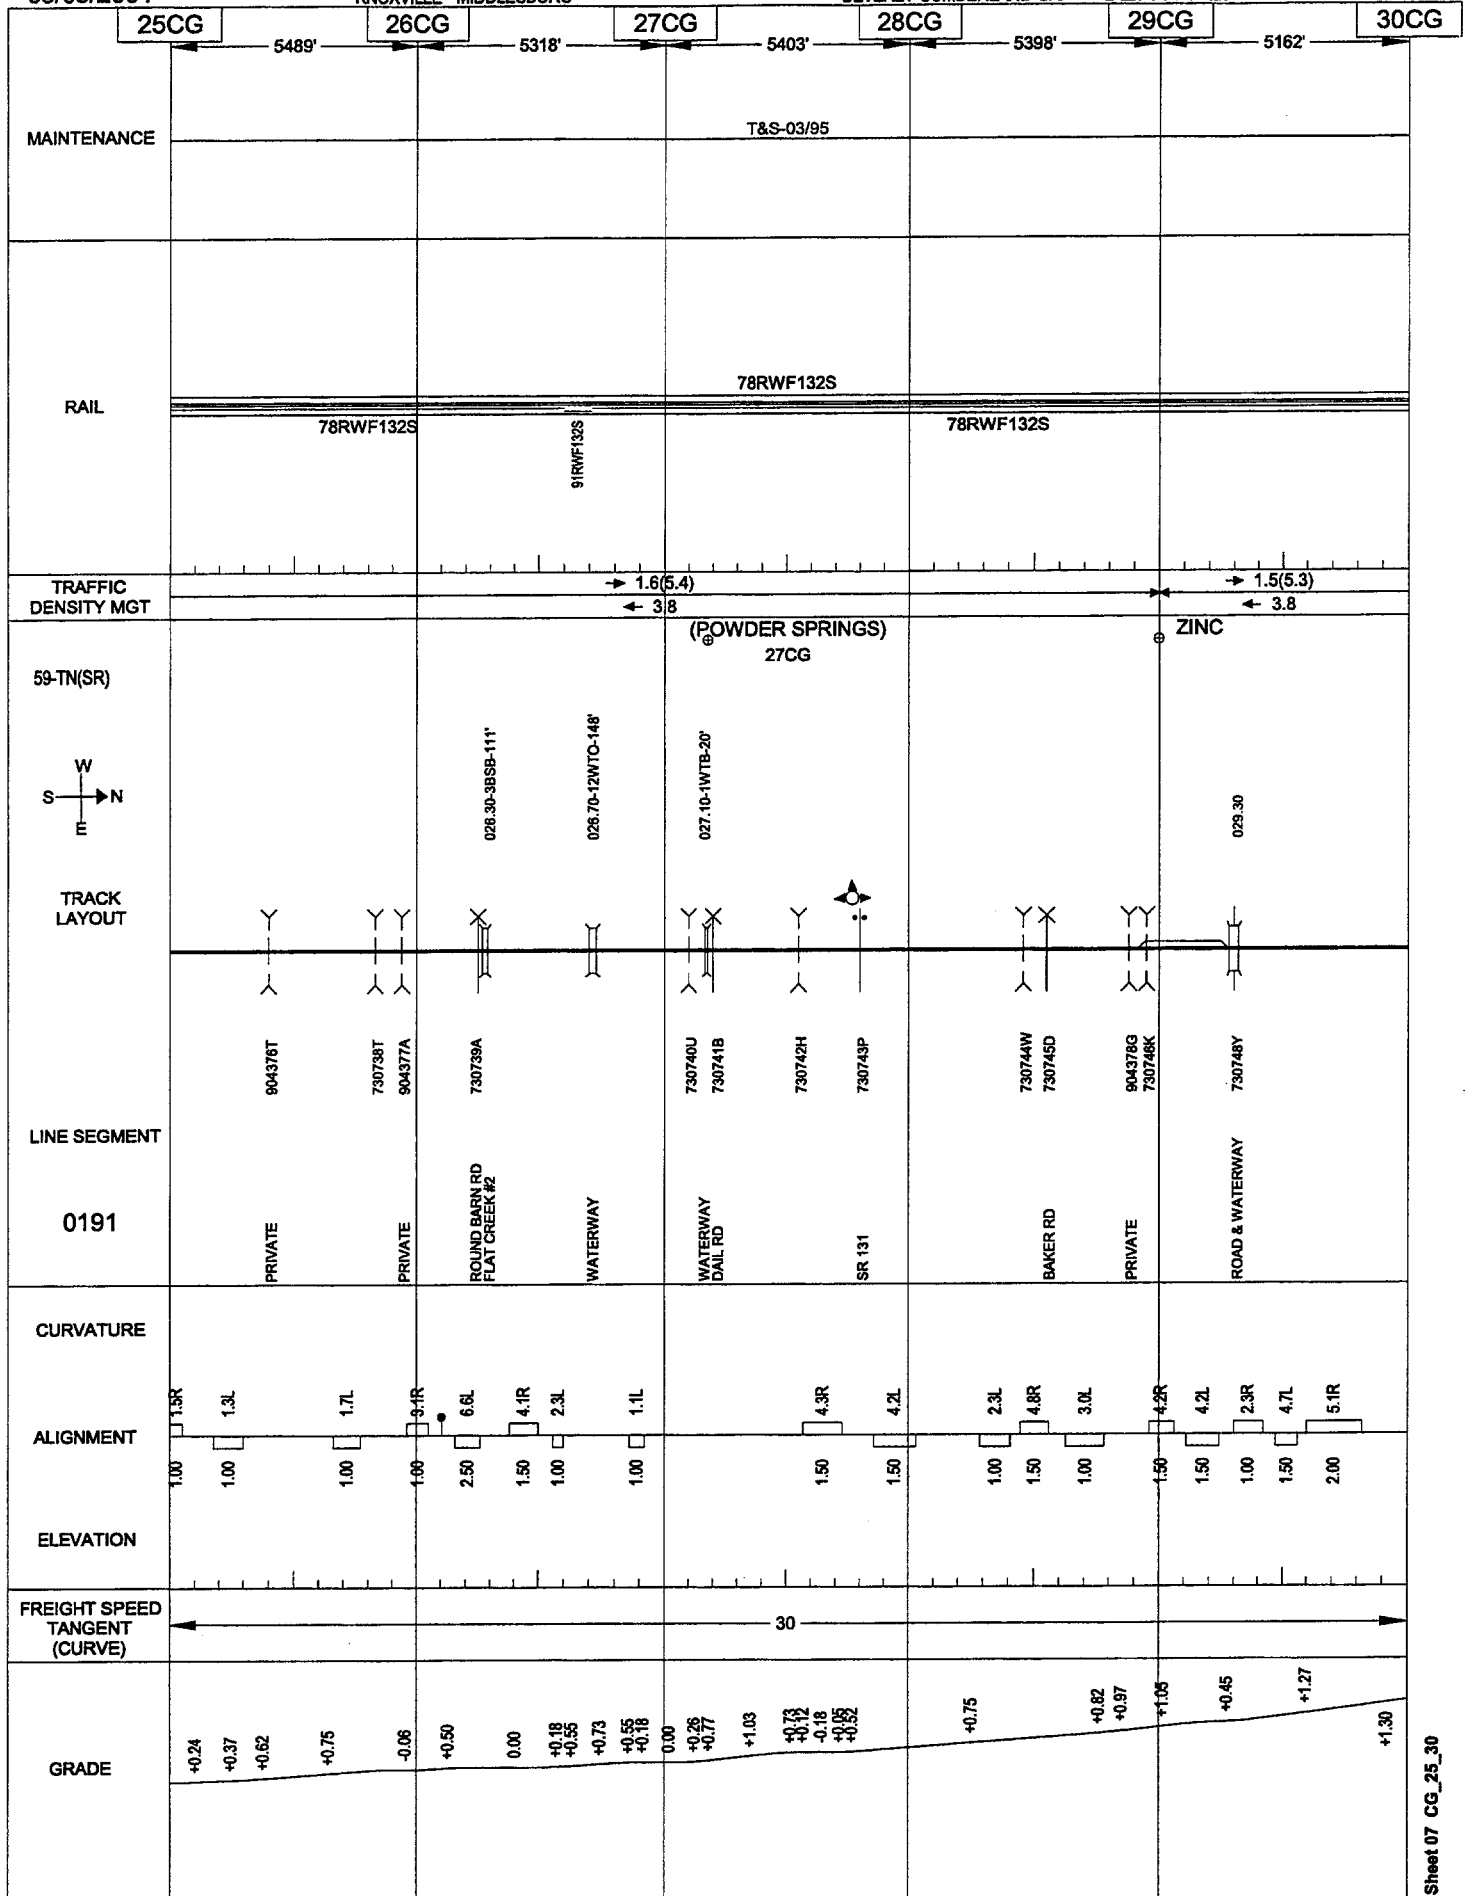 25CG 26CG 27CG 28CG 29CG 30CG
5489' 5318' 5403' 5398' 5162'
MAINTENANCE
T&S-03/95
RAIL
78RWF132S
78RWF132S 78RWF132S
91RWF132S
TRAFFIC
DENSITY MGT
1.6(5.4) 1.5(5.3)
3.8 3.8
(POWDER SPRINGS) ZINC
27CG
59-TN(SR)
W
S N
E
026.30-3BSB-111'
026.70-12WTO-148'
027.10-1WTB-20'
029.30
TRACK
LAYOUT
904376T
730738T
904377A
730739A
730740U
730741B
730742H
730743P
730744W
730745D
904378G
730746K
730748Y
LINE SEGMENT
0191
PRIVATE
PRIVATE
ROUND BARN RD
FLAT CREEK #2
WATERWAY
WATERWAY
DAIL RD
SR 131
BAKER RD
PRIVATE
ROAD & WATERWAY
CURVATURE
1.5R 1.3L 1.7L 3.1R 6.6L 4.1R 2.3L 1.1L 4.3R 4.2L 2.3L 4.8R 3.0L 4.2R 4.2L 2.3R 4.7L 5.1R
ALIGNMENT
1.00 1.00 1.00 1.00 2.50 1.50 1.00 1.00 1.50 1.50 1.00 1.50 1.00 1.50 1.50 1.00 1.50 2.00
ELEVATION
FREIGHT SPEED
TANGENT
(CURVE)
30
GRADE
+0.24 +0.37 +0.62 +0.75 -0.06 +0.50 0.00 +0.18 +0.55 +0.73 +0.55 +0.18 0.00 +0.26 +0.77 +1.03 +0.73 +0.12 -0.18 +0.05 +0.52 +0.75 +0.82 +0.97 +1.05 +0.45 +1.27 +1.30
Sheet 07 CG_25_30